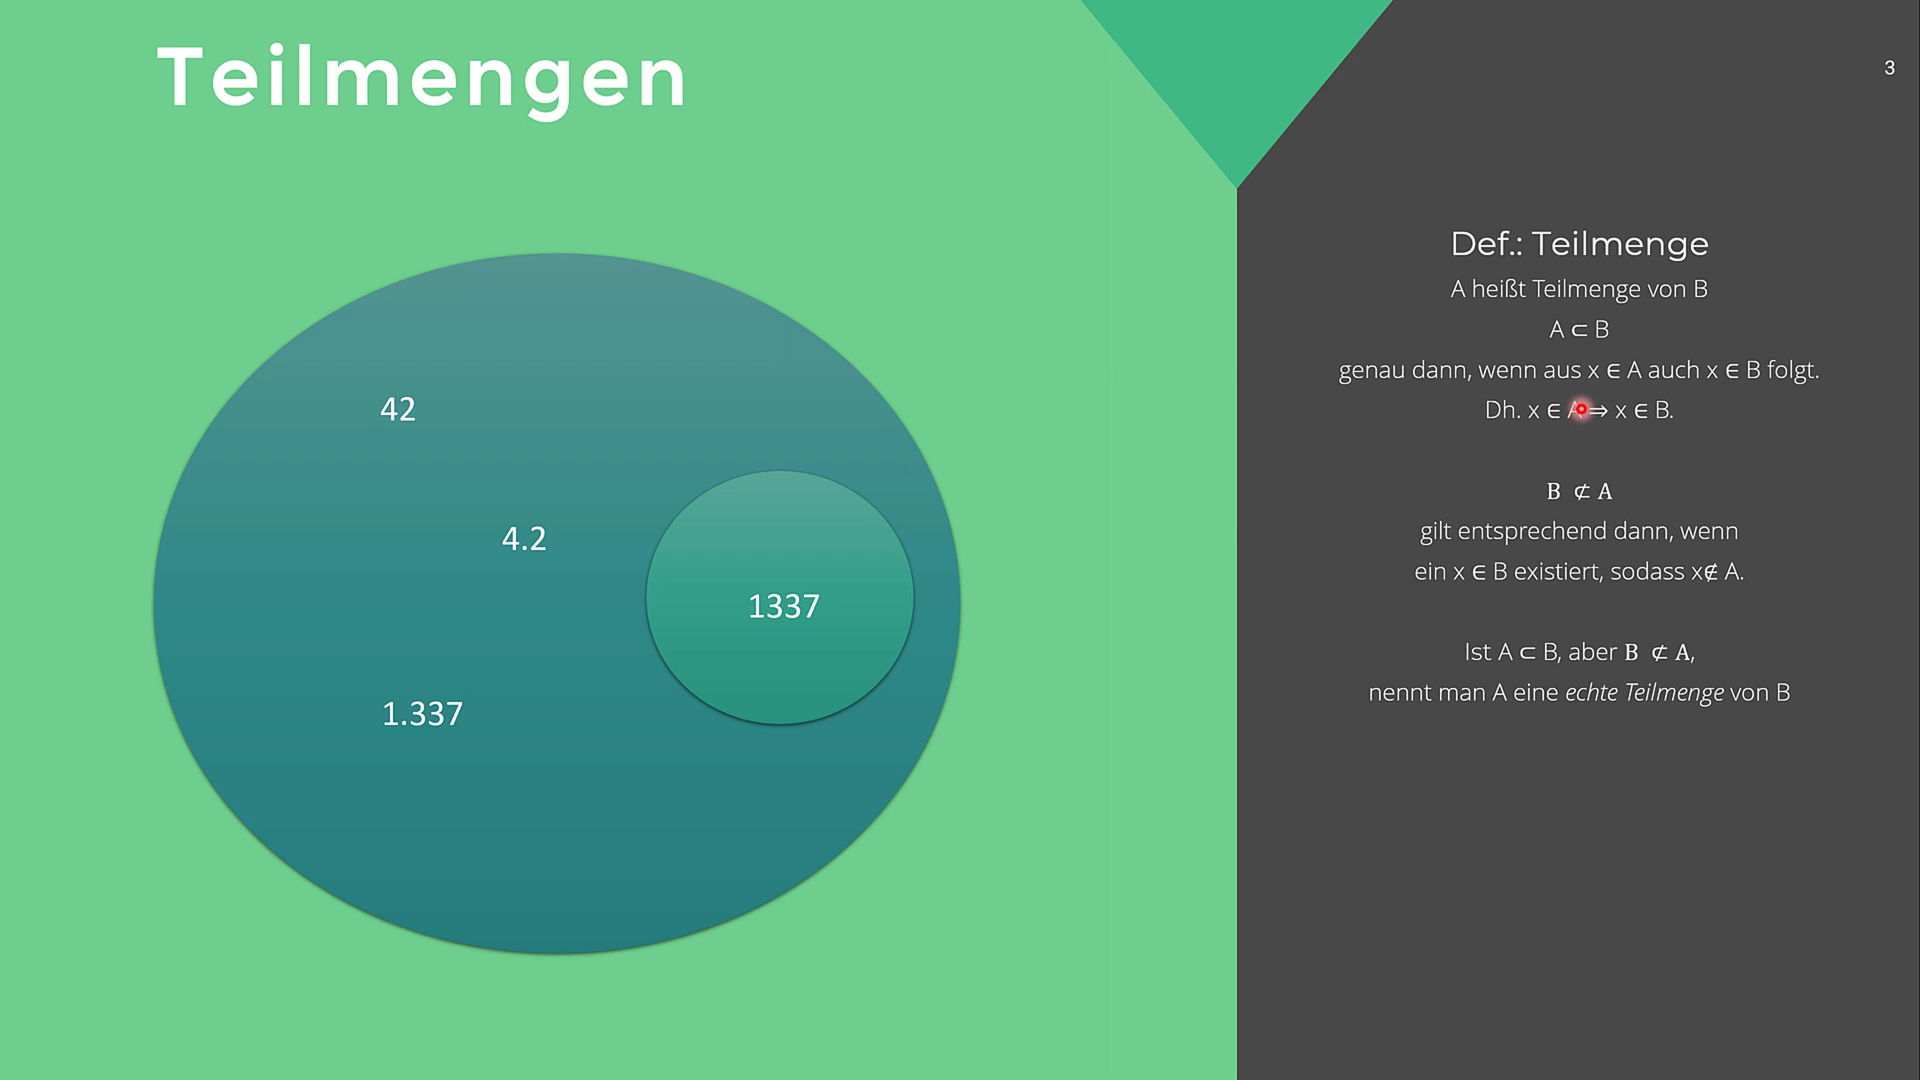 Teilmengen
3
42
4.2
1337
1.337
Def.: Teilmenge
A heißt Teilmenge von B
A ⊂ B
genau dann, wenn aus x ∈ A auch x ∈ B folgt.
Dh. x ∈ A ⇒ x ∈ B.
B ⊄ A
gilt entsprechend dann, wenn
ein x ∈ B existiert, sodass x∉ A.
Ist A ⊂ B, aber B ⊄ A,
nennt man A eine echte Teilmenge von B